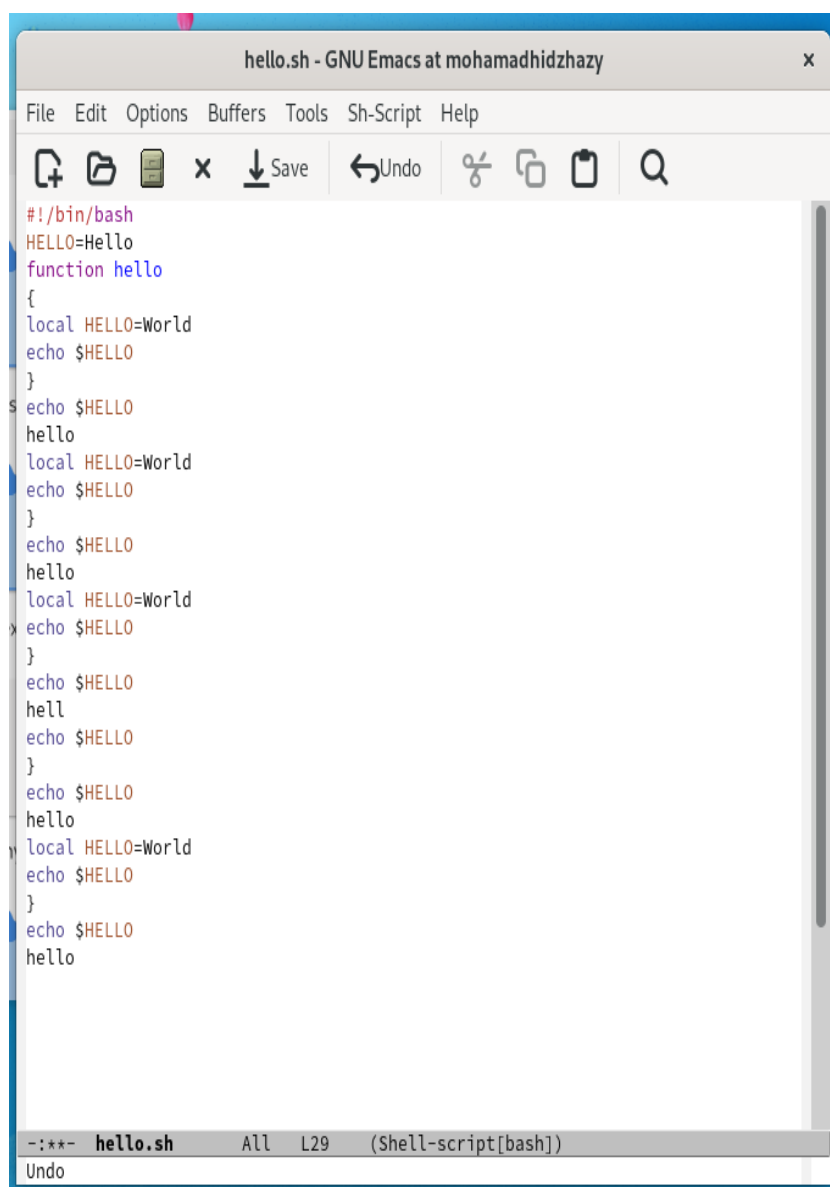 hello.sh - GNU Emacs at mohamadhidzhazy x
File Edit Options Buffers Tools Sh-Script Help
Save Undo
#!/bin/bash
HELLO=Hello
function hello
{
local HELLO=World
echo $HELLO
}
echo $HELLO
hello
local HELLO=World
echo $HELLO
}
echo $HELLO
hello
local HELLO=World
echo $HELLO
}
echo $HELLO
hell
echo $HELLO
}
echo $HELLO
hello
local HELLO=World
echo $HELLO
}
echo $HELLO
hello
-:**- hello.sh All L29 (Shell-script[bash])
Undo